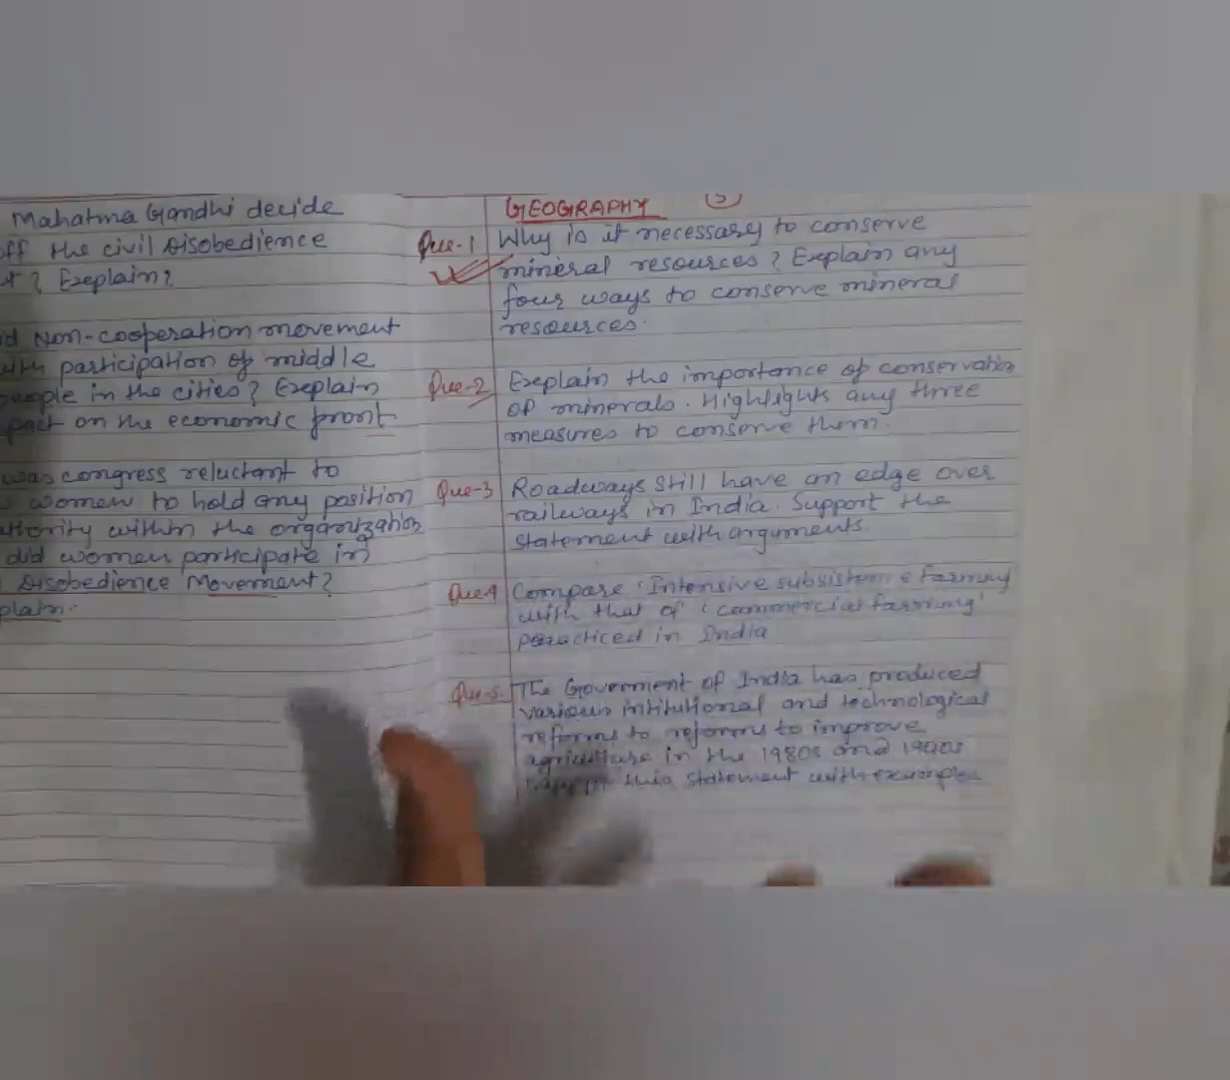 Mahatma Gandhi decide
off the civil Disobedience
t? Explain?
d Non-cooperation movement
ith participation of middle
people in the cities? Explain
pact on the economic front
was congress reluctant to
women to hold any position
uthority within the organization
did women participate in
Disobedience Movement?
plain.
GEOGRAPHY 5
Que-1 Why is it necessary to conserve
mineral resources? Explain any
four ways to conserve mineral
resources.
Que-2 Explain the importance of conservation
of minerals. Highlights any three
measures to conserve them.
Que-3 Roadways still have an edge over
railways in India. Support the
statement with arguments.
Que-4 Compare 'Intensive subsistence farming
with that of 'commercial farming'
practiced in India
Que-5 The Goverment of India has produced
various intitutional and technological
reforms to reforms to improve
agriculture in the 1980s and 1990s
this statement with examples